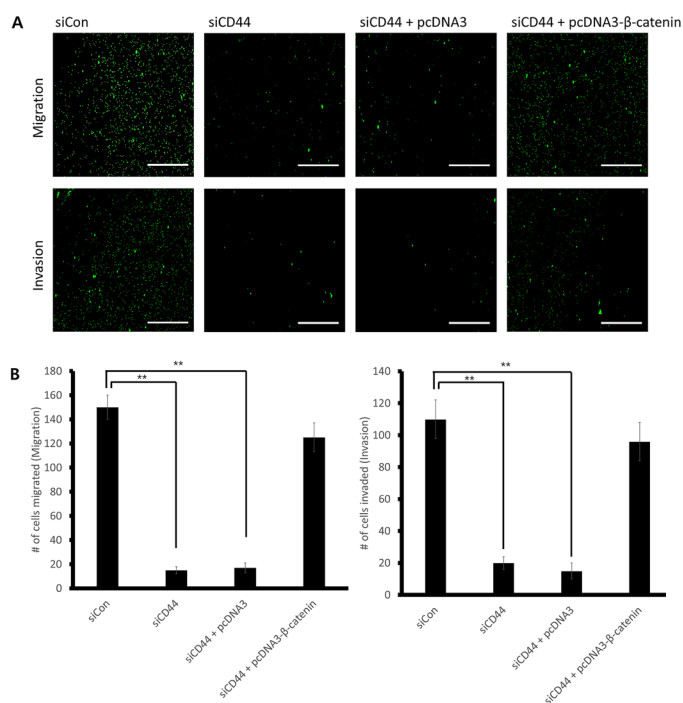 A
siCon
siCD44
siCD44 + pcDNA3
siCD44 + pcDNA3-β-catenin
Migration
Invasion
B
# of cells migrated (Migration)
180
160
140
120
100
80
60
40
20
0
**
**
siCon
siCD44
siCD44 + pcDNA3
siCD44 + pcDNA3-β-catenin
# of cells invaded (Invasion)
140
120
100
80
60
40
20
0
**
**
siCon
siCD44
siCD44 + pcDNA3
siCD44 + pcDNA3-β-catenin